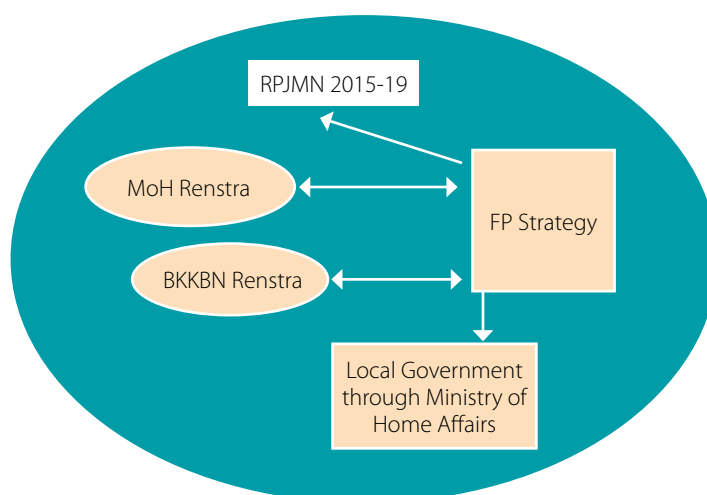 RPJMN 2015-19
MoH Renstra
FP Strategy
BKKBN Renstra
Local Government
through Ministry of
Home Affairs